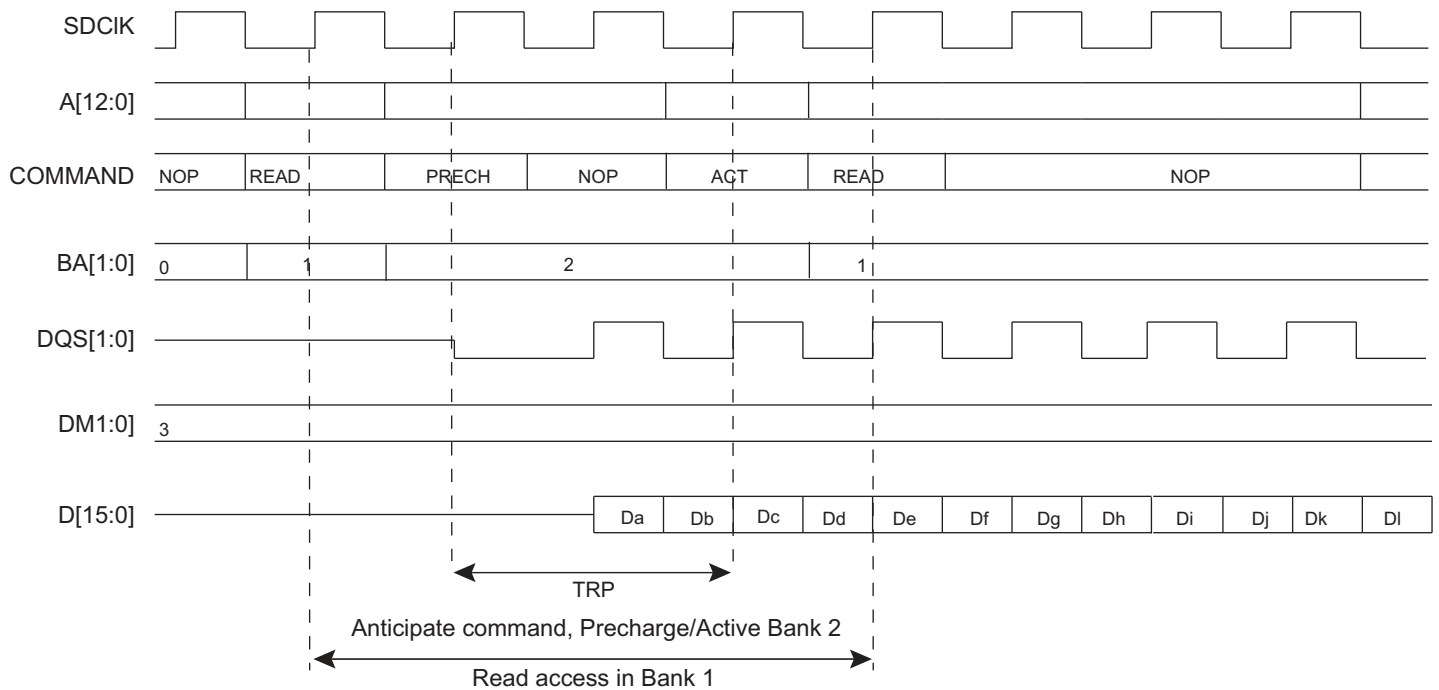 SDClK
A[12:0]
COMMAND NOP READ PRECH NOP ACT READ NOP
BA[1:0] 0 1 2 1
DQS[1:0]
DM1:0] 3
D[15:0] Da Db Dc Dd De Df Dg Dh Di Dj Dk Dl
TRP
Anticipate command, Precharge/Active Bank 2
Read access in Bank 1